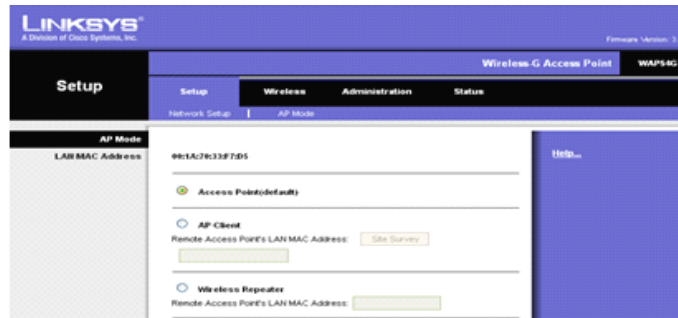 LINKSYS®
A Division of Cisco Systems, Inc.
Firmware Version: 3
Wireless-G Access Point WAP54G
Setup
Setup Wireless Administration Status
Network Setup | AP Mode
AP Mode
LAN MAC Address
00:1A:70:33:F7:D5
Help...
Access Point(default)
AP Client
Remote Access Point's LAN MAC Address: Site Survey
Wireless Repeater
Remote Access Point's LAN MAC Address: